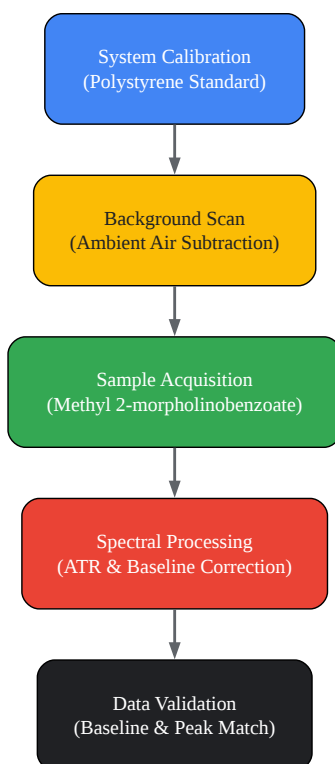 System Calibration
(Polystyrene Standard)
Background Scan
(Ambient Air Subtraction)
Sample Acquisition
(Methyl 2-morpholinobenzoate)
Spectral Processing
(ATR & Baseline Correction)
Data Validation
(Baseline & Peak Match)